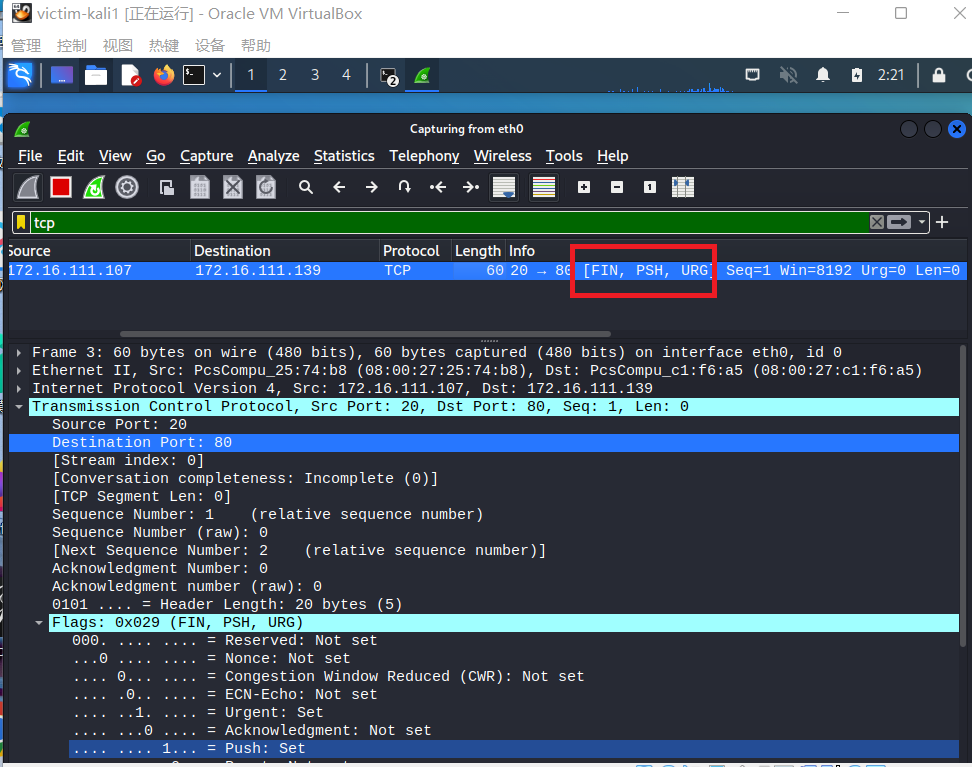 victim-kali1 [正在运行] - Oracle VM VirtualBox
管理 控制 视图 热键 设备 帮助
1 2 3 4 2 2:21
Capturing from eth0
File Edit View Go Capture Analyze Statistics Telephony Wireless Tools Help
tcp
Source Destination Protocol Length Info
172.16.111.107 172.16.111.139 TCP 60 20 → 80 [FIN, PSH, URG] Seq=1 Win=8192 Urg=0 Len=0
Frame 3: 60 bytes on wire (480 bits), 60 bytes captured (480 bits) on interface eth0, id 0
Ethernet II, Src: PcsCompu_25:74:b8 (08:00:27:25:74:b8), Dst: PcsCompu_c1:f6:a5 (08:00:27:c1:f6:a5)
Internet Protocol Version 4, Src: 172.16.111.107, Dst: 172.16.111.139
Transmission Control Protocol, Src Port: 20, Dst Port: 80, Seq: 1, Len: 0
Source Port: 20
Destination Port: 80
[Stream index: 0]
[Conversation completeness: Incomplete (0)]
[TCP Segment Len: 0]
Sequence Number: 1 (relative sequence number)
Sequence Number (raw): 0
[Next Sequence Number: 2 (relative sequence number)]
Acknowledgment Number: 0
Acknowledgment number (raw): 0
0101 .... = Header Length: 20 bytes (5)
Flags: 0x029 (FIN, PSH, URG)
000. .... .... = Reserved: Not set
...0 .... .... = Nonce: Not set
.... 0... .... = Congestion Window Reduced (CWR): Not set
.... .0.. .... = ECN-Echo: Not set
.... ..1. .... = Urgent: Set
.... ...0 .... = Acknowledgment: Not set
.... .... 1... = Push: Set